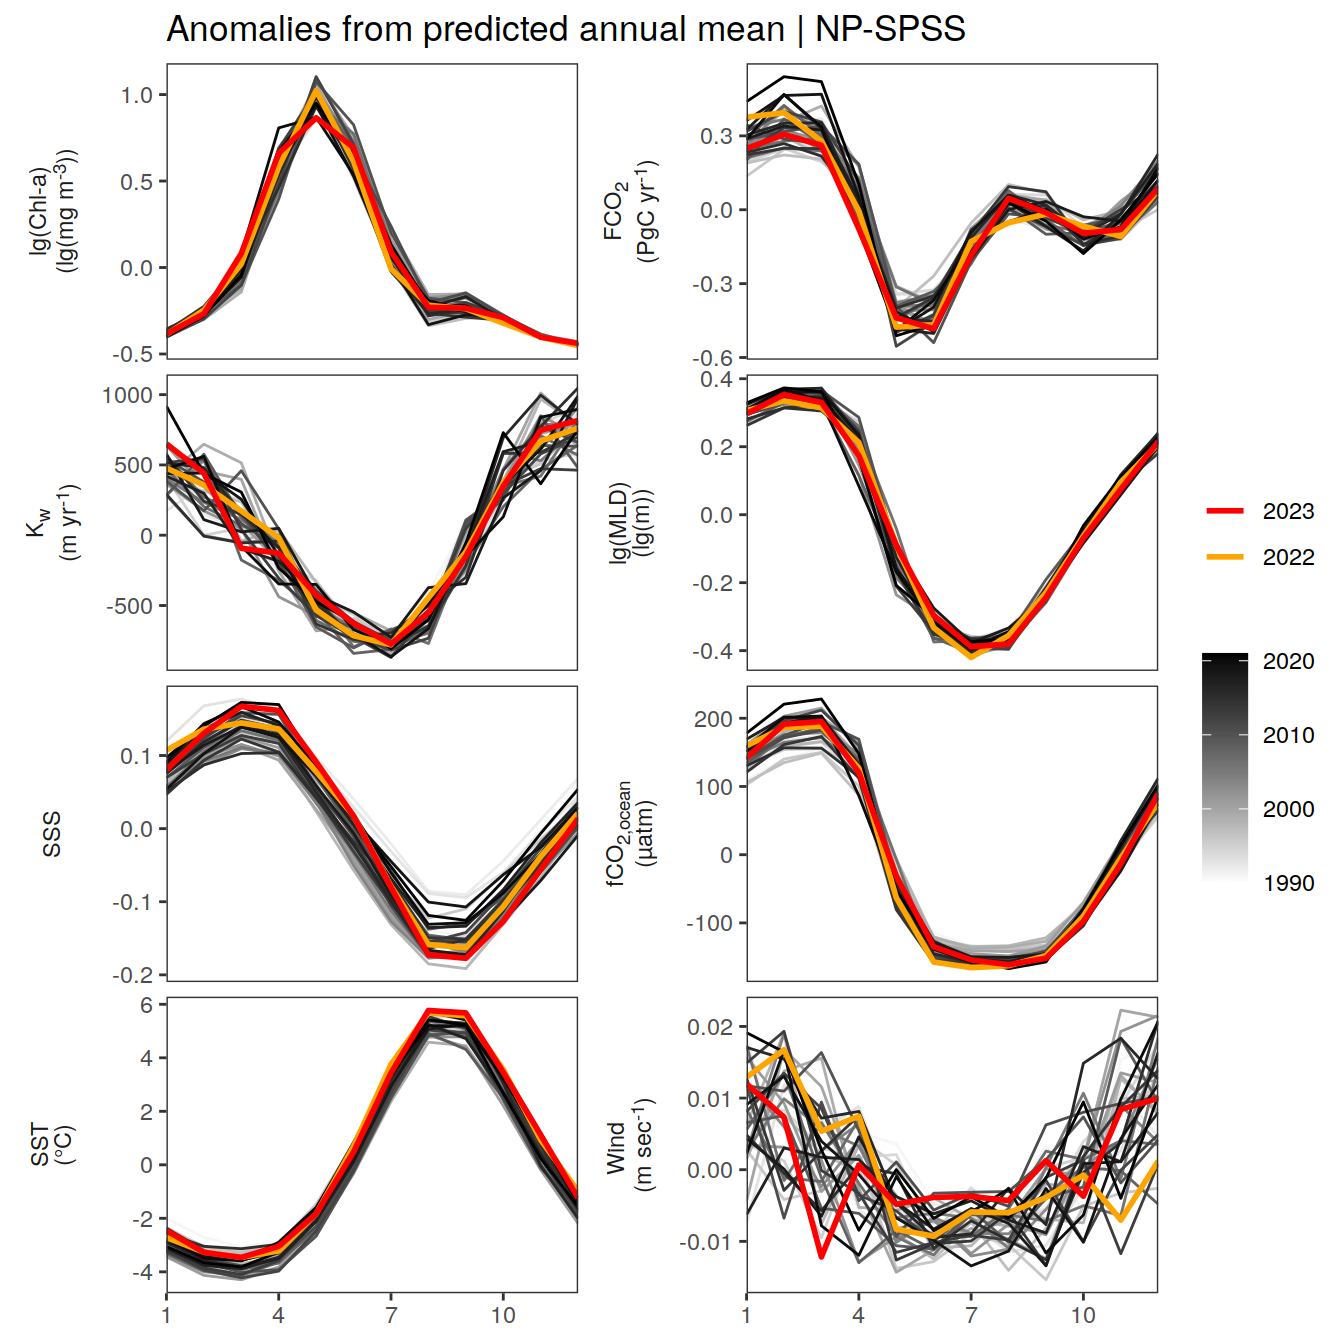 Anomalies from predicted annual mean | NP-SPSS
lg(Chl-a)
(lg(mg m-3))
1.0
0.5
0.0
-0.5
FCO2
(PgC yr-1)
0.3
0.0
-0.3
-0.6
Kw
(m yr-1)
1000
500
0
-500
lg(MLD)
(lg(m))
0.4
0.2
0.0
-0.2
-0.4
SSS
0.1
0.0
-0.1
-0.2
fCO2,ocean
(µatm)
200
100
0
-100
SST
(°C)
6
4
2
0
-2
-4
1 4 7 10
Wind
(m sec-1)
0.02
0.01
0.00
-0.01
1 4 7 10
2023
2022
2020
2010
2000
1990